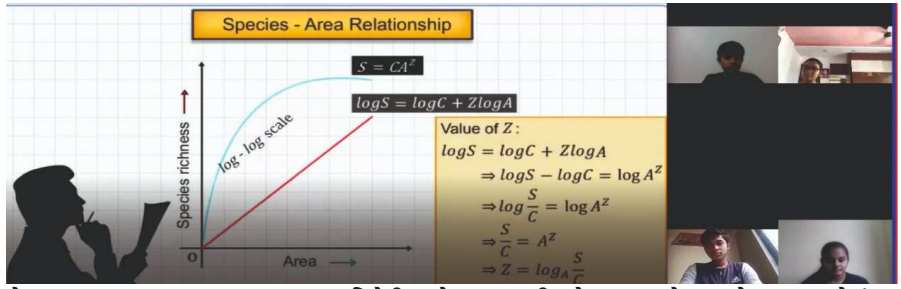 Species - Area Relationship
S = CA^Z
logS = logC + ZlogA
log - log scale
Species richness
O
Area
Value of Z :
logS = logC + ZlogA
⇒ logS − logC = log A^Z
⇒ log S/C = log A^Z
⇒ S/C = A^Z
⇒ Z = log_A S/C